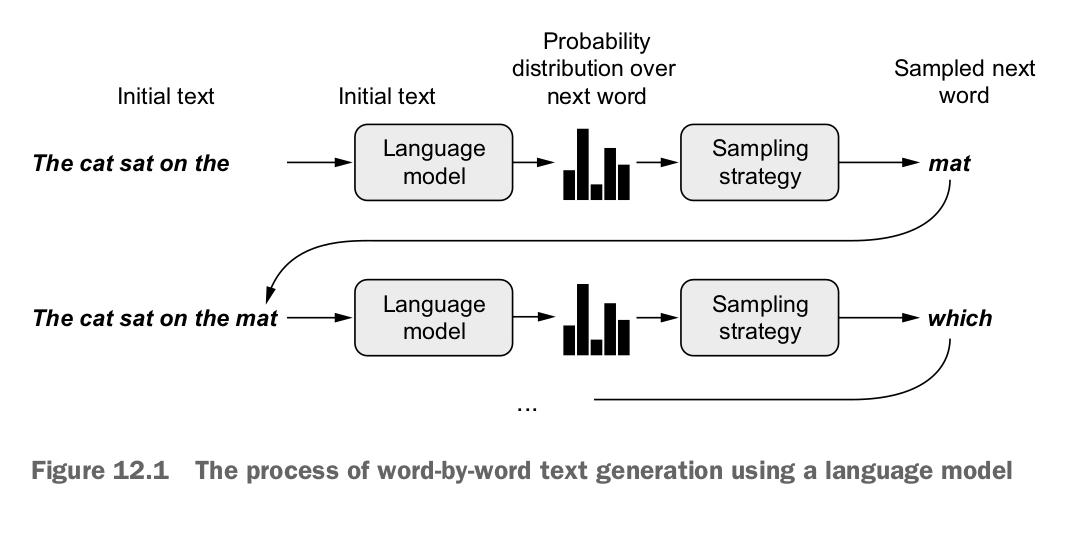 Initial text
Initial text
Probability
distribution over
next word
Sampled next
word
The cat sat on the
Language
model
Sampling
strategy
mat
The cat sat on the mat
Language
model
Sampling
strategy
which
...
Figure 12.1 The process of word-by-word text generation using a language model